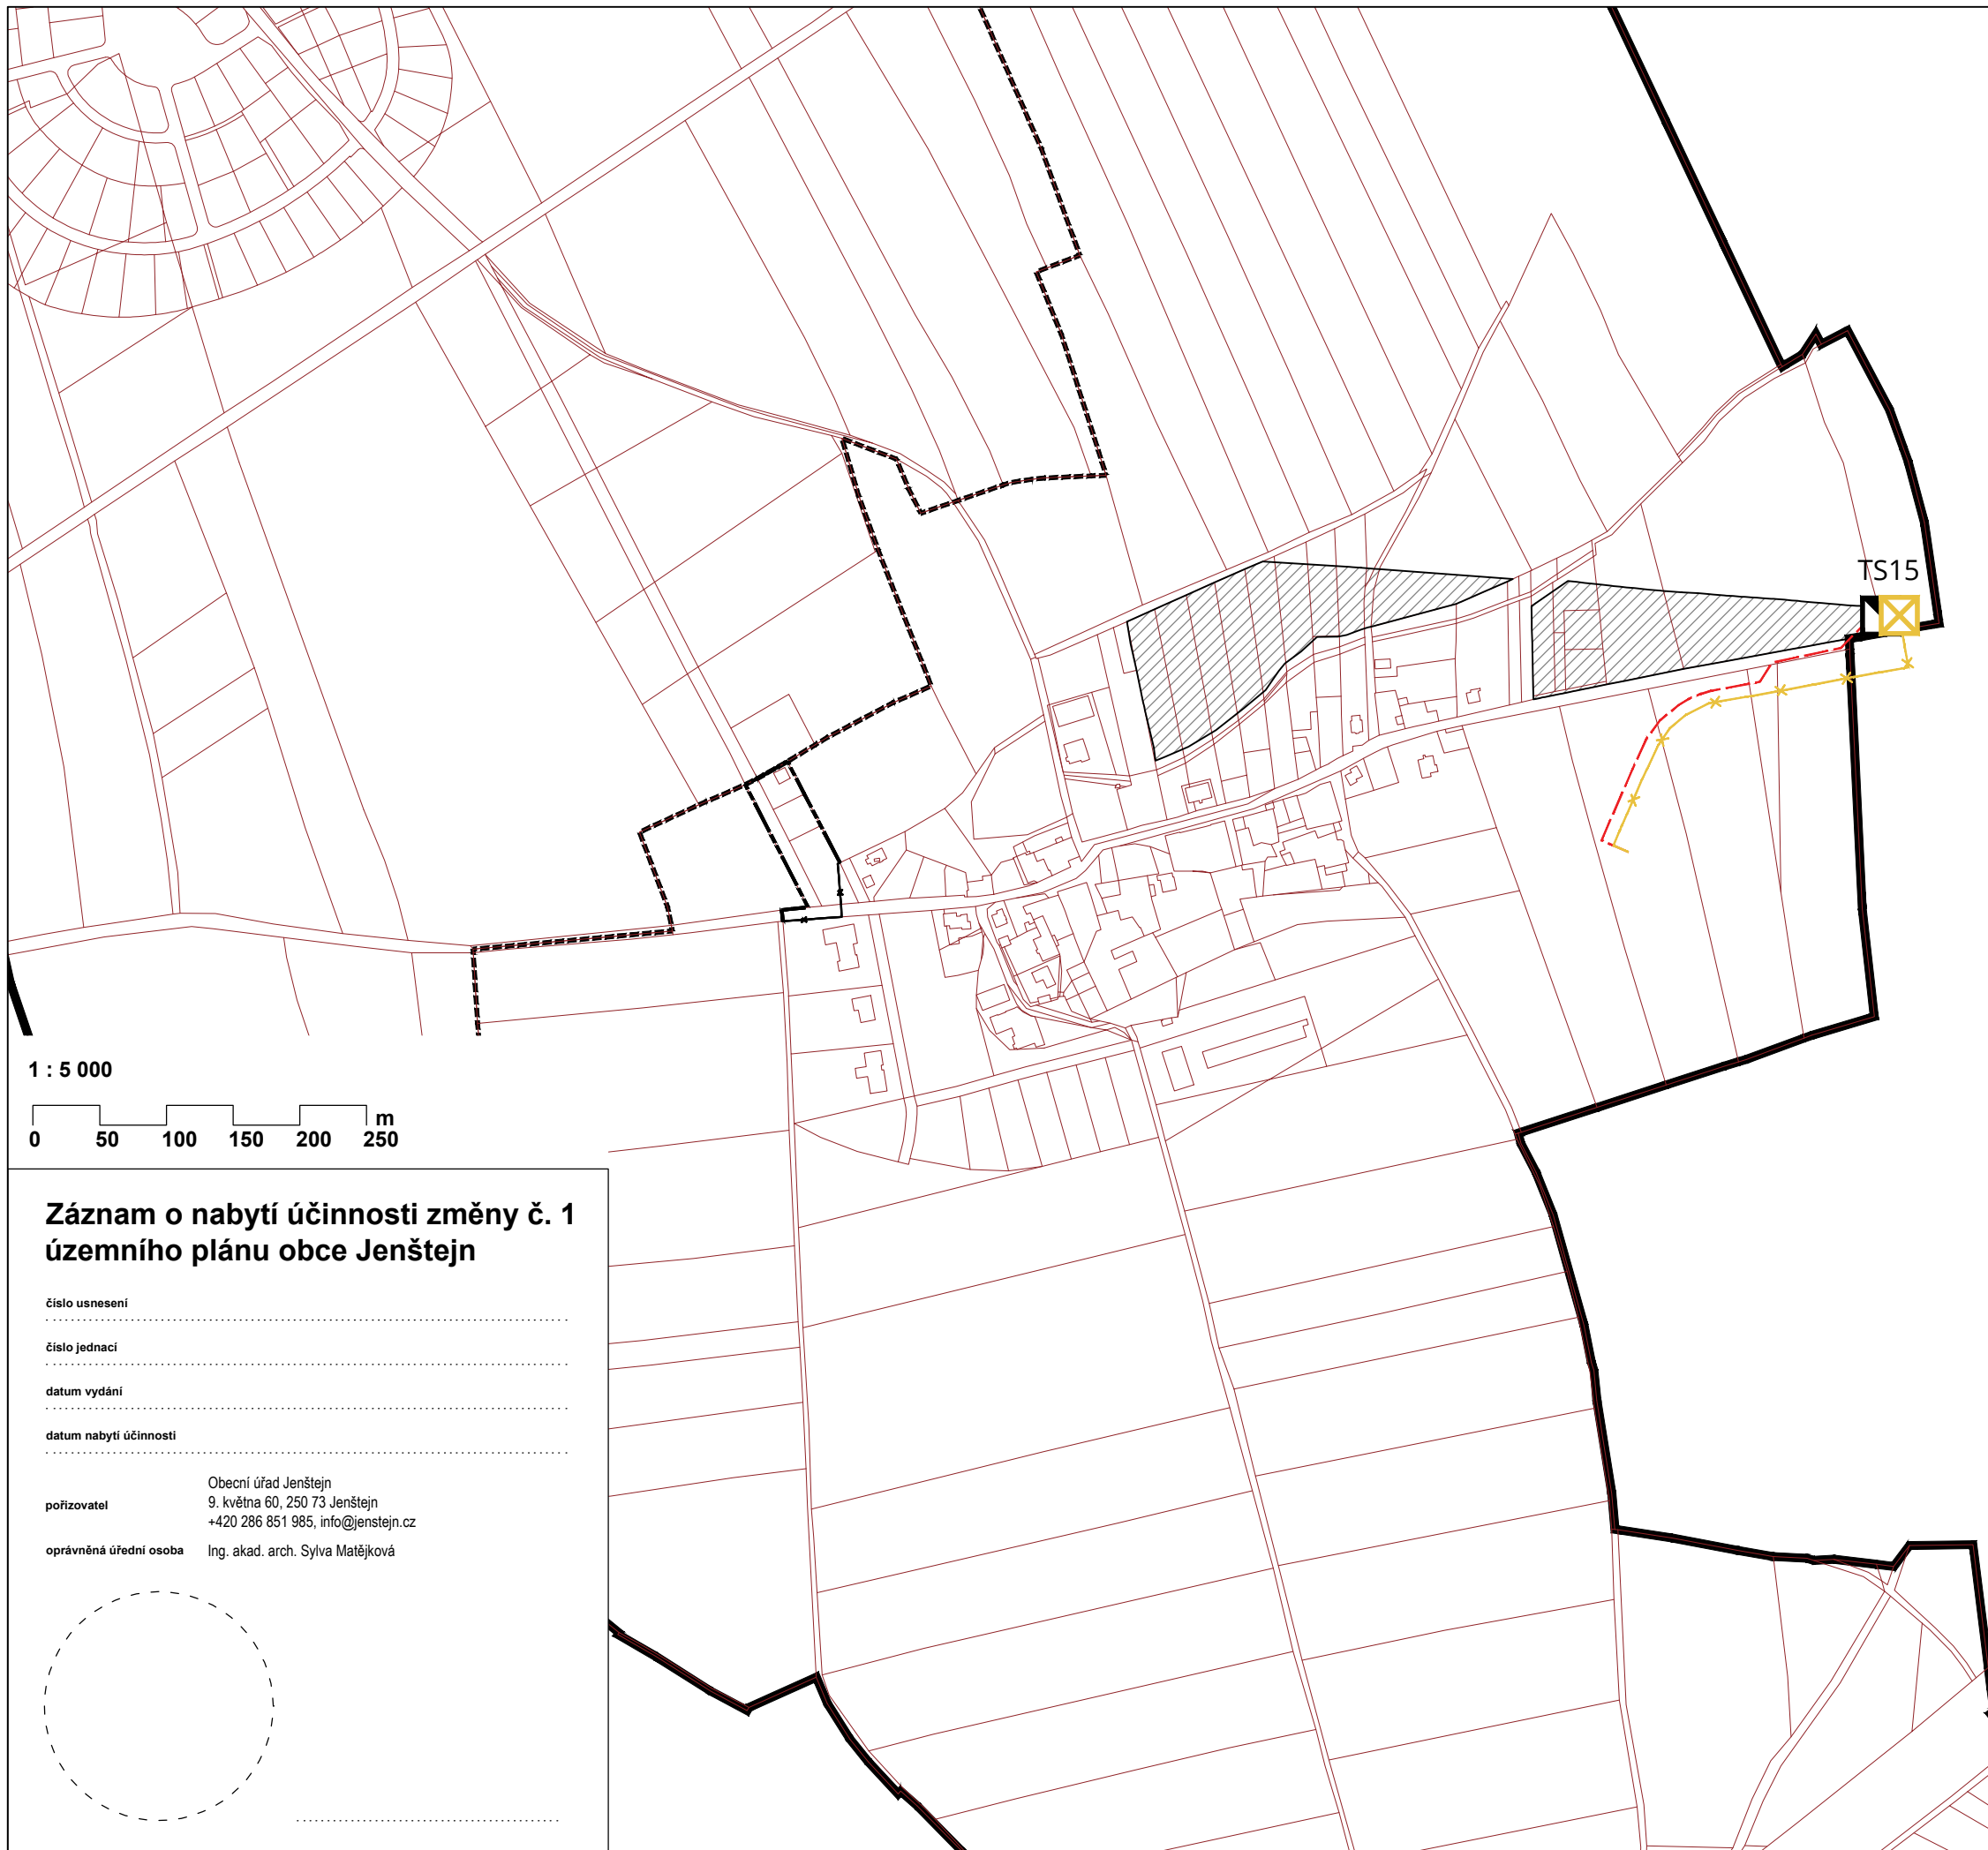 TS15
1 : 5 000
m
0 50 100 150 200 250
Záznam o nabytí účinnosti změny č. 1
územního plánu obce Jenštejn
číslo usnesení
číslo jednací
datum vydání
datum nabytí účinnosti
Obecní úřad Jenštejn
pořizovatel 9. května 60, 250 73 Jenštejn
+420 286 851 985, info@jenstejn.cz
oprávněná úřední osoba Ing. akad. arch. Sylva Matějková